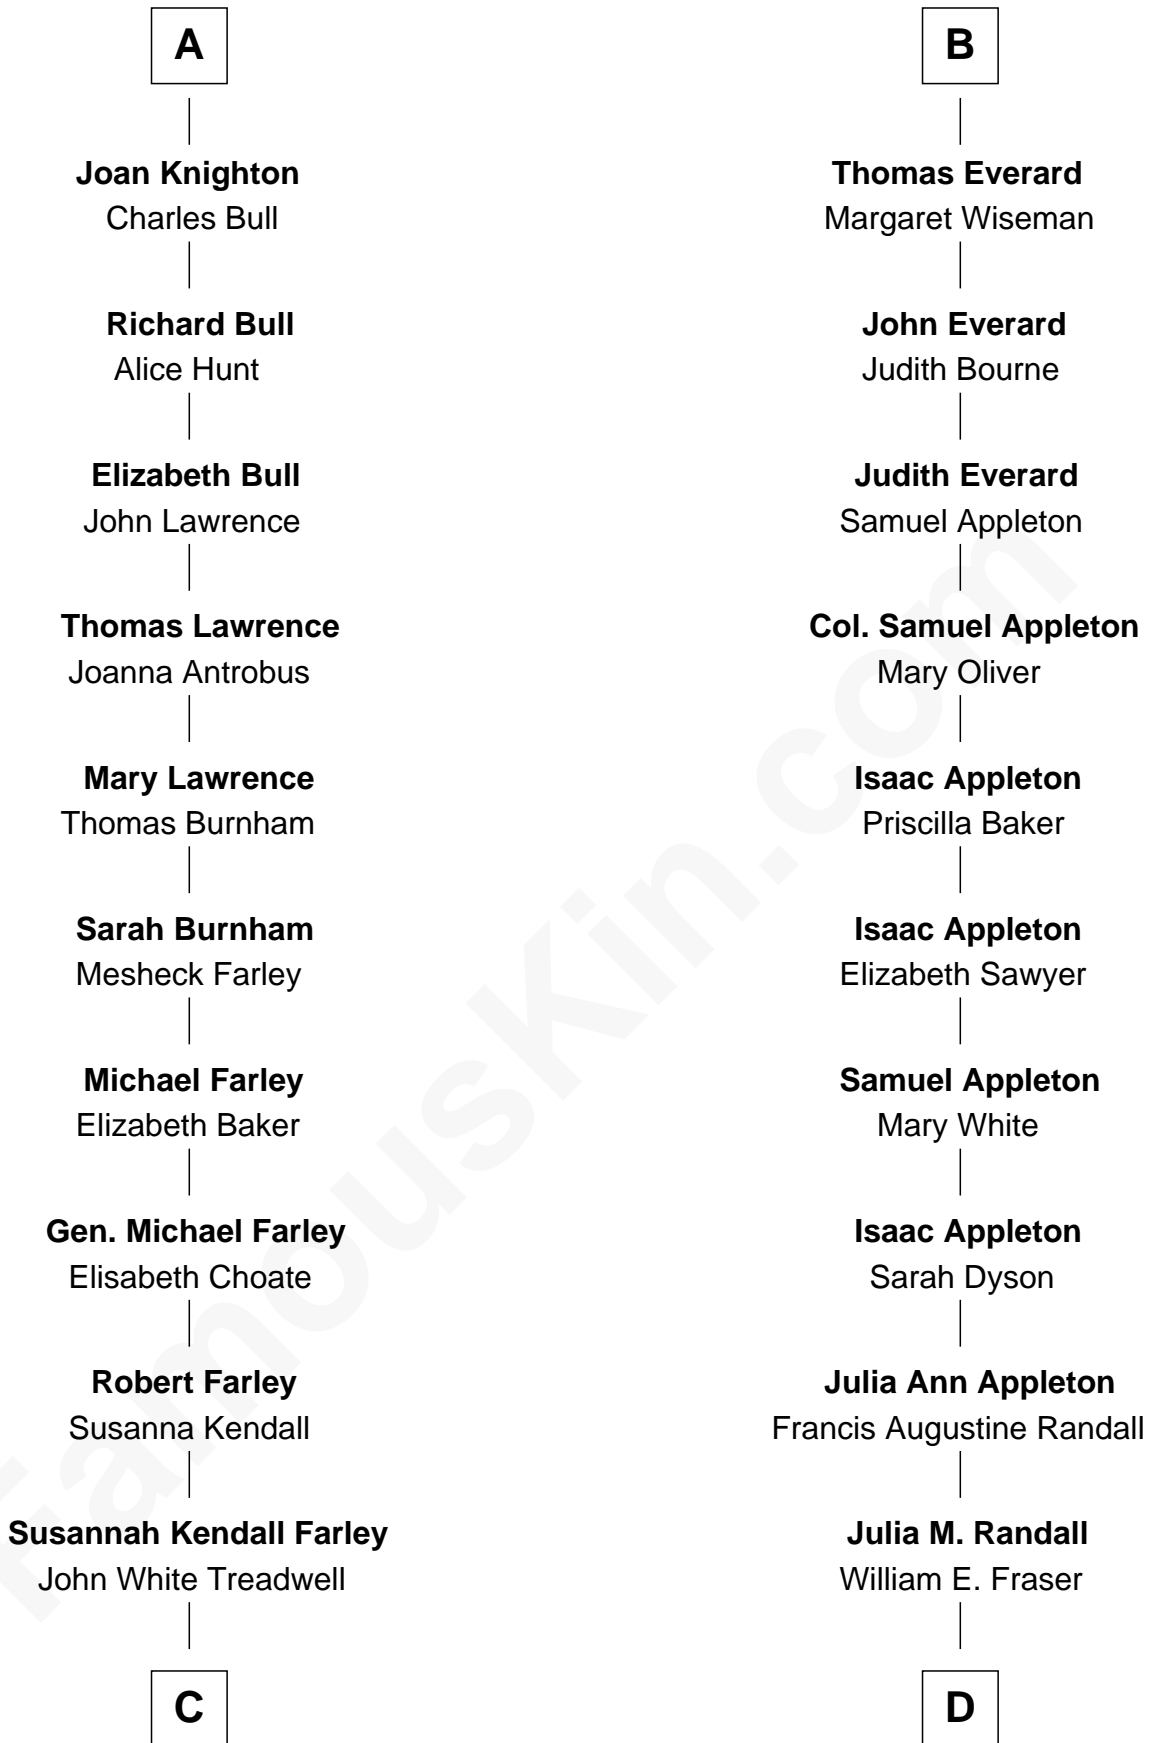 A
Joan Knighton
Charles Bull
Richard Bull
Alice Hunt
Elizabeth Bull
John Lawrence
Thomas Lawrence
Joanna Antrobus
Mary Lawrence
Thomas Burnham
Sarah Burnham
Mesheck Farley
Michael Farley
Elizabeth Baker
Gen. Michael Farley
Elisabeth Choate
Robert Farley
Susanna Kendall
Susannah Kendall Farley
John White Treadwell
C
B
Thomas Everard
Margaret Wiseman
John Everard
Judith Bourne
Judith Everard
Samuel Appleton
Col. Samuel Appleton
Mary Oliver
Isaac Appleton
Priscilla Baker
Isaac Appleton
Elizabeth Sawyer
Samuel Appleton
Mary White
Isaac Appleton
Sarah Dyson
Julia Ann Appleton
Francis Augustine Randall
Julia M. Randall
William E. Fraser
D
FamousKin.com